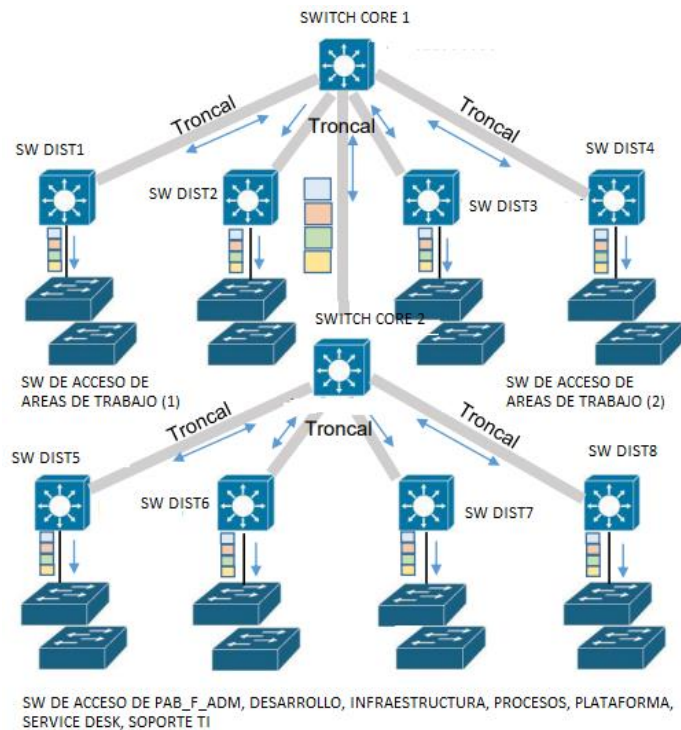 SWITCH CORE 1
Troncal
Troncal
Troncal
SW DIST1
SW DIST2
SW DIST3
SW DIST4
SWITCH CORE 2
SW DE ACCESO DE
AREAS DE TRABAJO (1)
SW DE ACCESO DE
AREAS DE TRABAJO (2)
Troncal
Troncal
Troncal
SW DIST5
SW DIST6
SW DIST7
SW DIST8
SW DE ACCESO DE PAB_F_ADM, DESARROLLO, INFRAESTRUCTURA, PROCESOS, PLATAFORMA,
SERVICE DESK, SOPORTE TI